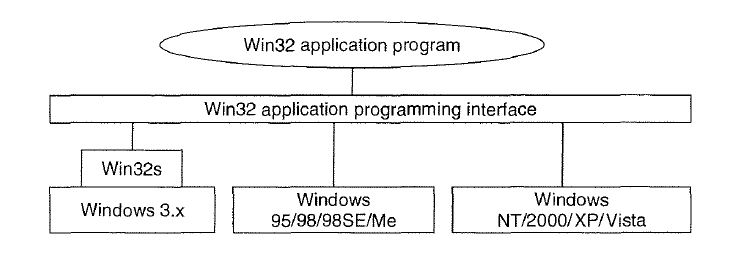 Win32 application program
Win32 application programming interface
Win32s
Windows 3.x
Windows
95/98/98SE/Me
Windows
NT/2000/XP/Vista